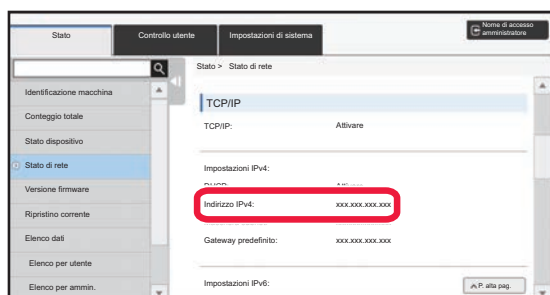 Stato
Controllo utente
Impostazioni di sistema
Nome di accesso
amministratore
Stato > Stato di rete
Identificazione macchina
Conteggio totale
Stato dispositivo
Stato di rete
Versione firmware
Ripristino corrente
Elenco dati
Elenco per utente
Elenco per ammin.
TCP/IP
TCP/IP: Attivare
Impostazioni IPv4:
Indirizzo IPv4: xxx.xxx.xxx.xxx
Gateway predefinito: xxx.xxx.xxx.xxx
Impostazioni IPv6:
P. alta pag.